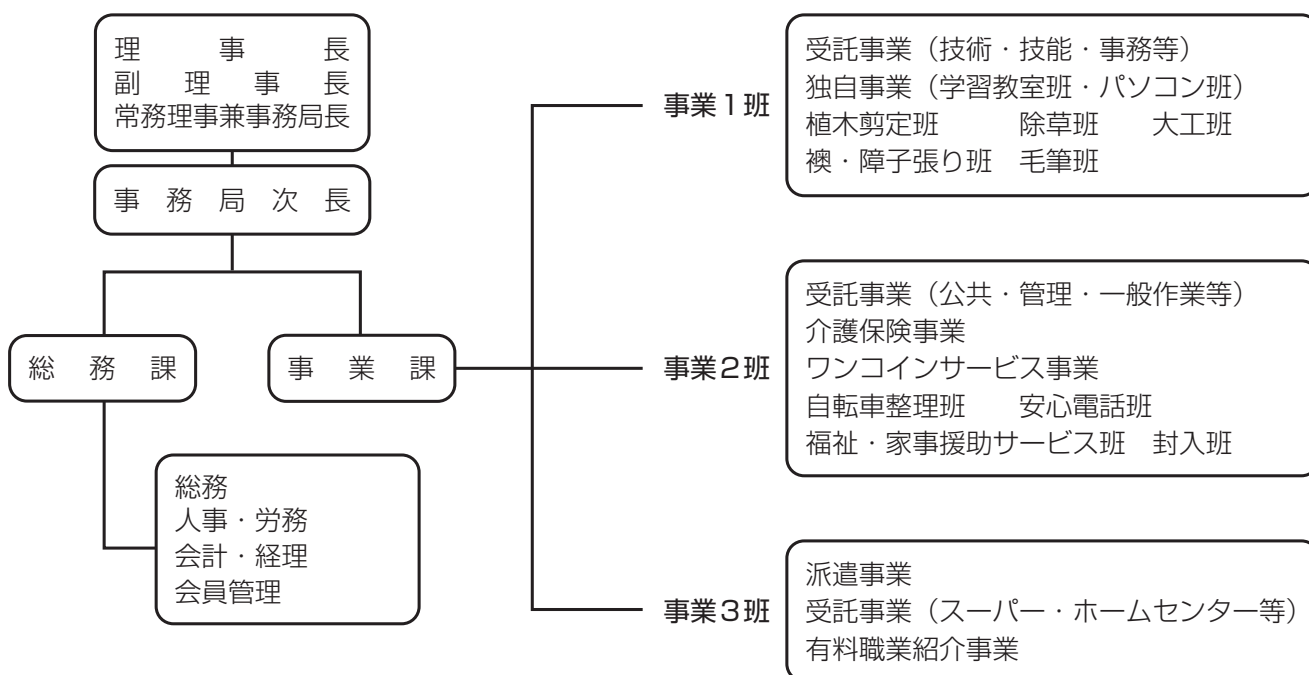 理事長
副理事長
常務理事兼事務局長
事務局次長
総務課
事業課
総務
人事・労務
会計・経理
会員管理
事業1班
受託事業（技術・技能・事務等）
独自事業（学習教室班・パソコン班）
植木剪定班　除草班　大工班
襖・障子張り班　毛筆班
事業2班
受託事業（公共・管理・一般作業等）
介護保険事業
ワンコインサービス事業
自転車整理班　安心電話班
福祉・家事援助サービス班　封入班
事業3班
派遣事業
受託事業（スーパー・ホームセンター等）
有料職業紹介事業